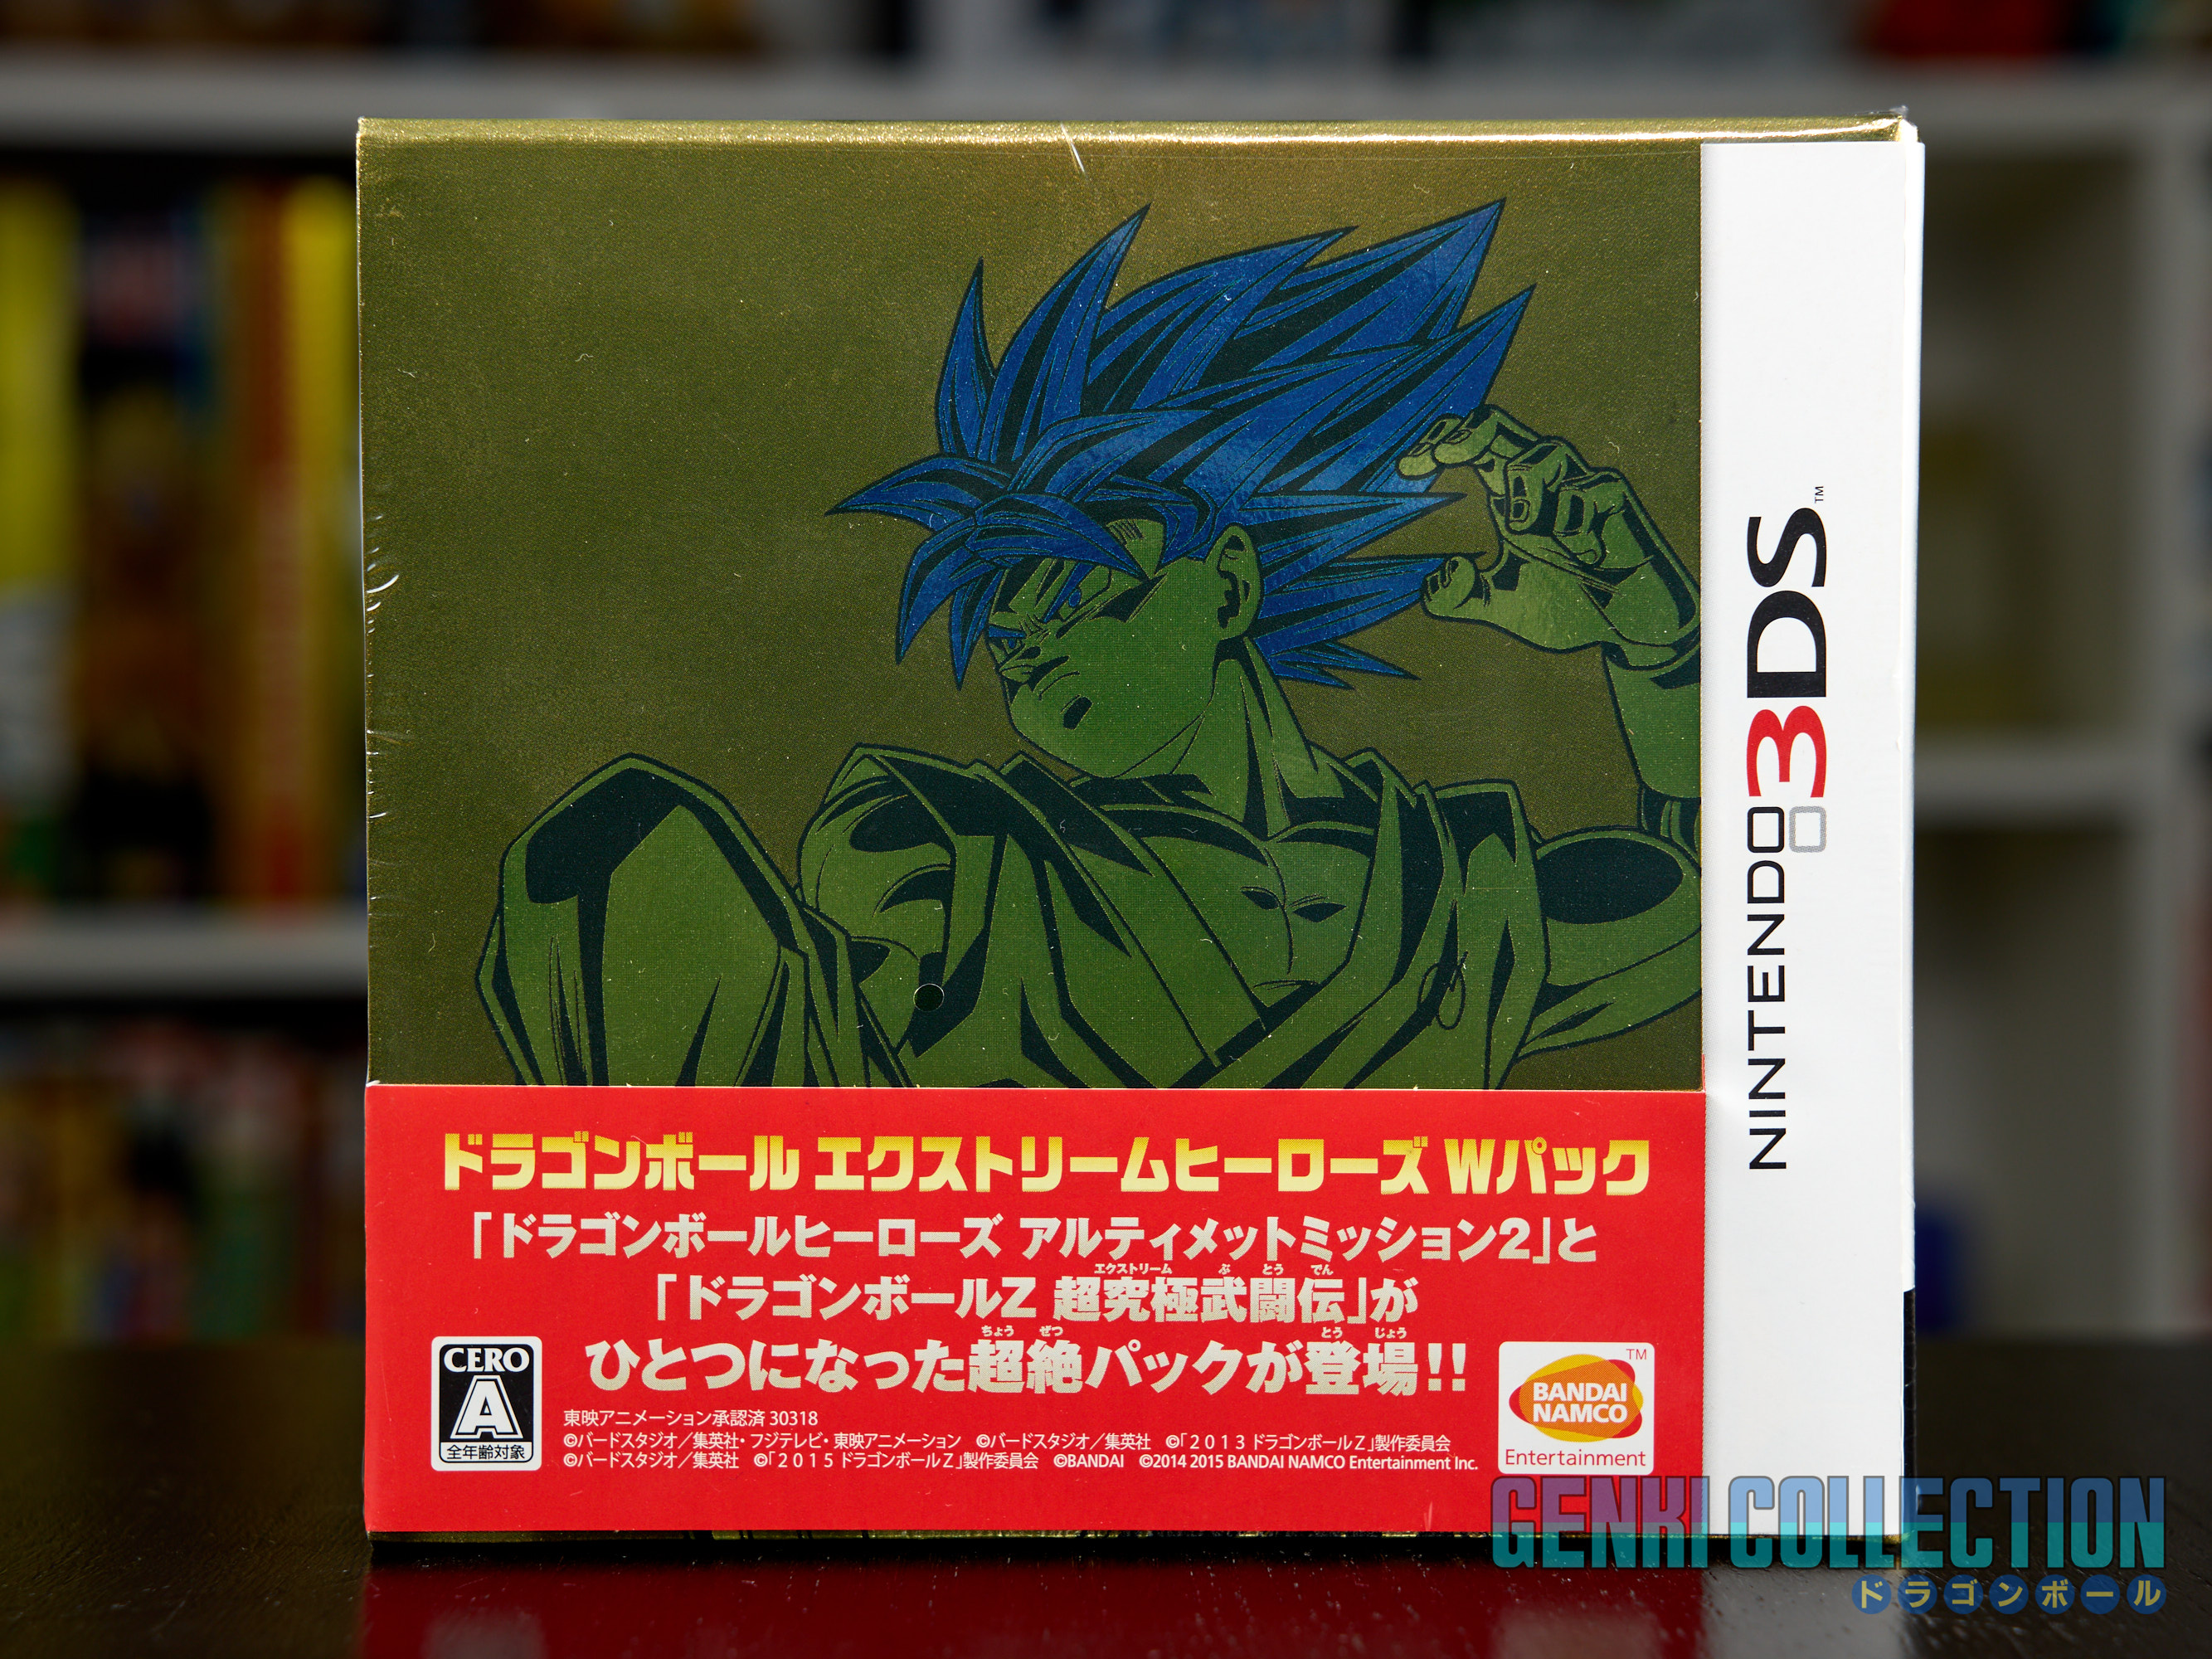 NINTENDO3DS™
ドラゴンボール エクストリームヒーローズ Wパック
「ドラゴンボールヒーローズ アルティメットミッション2」と
エクストリーム ぶ とう でん
「ドラゴンボールZ 超究極武闘伝」が
ちょう ぜつ とう じょう
ひとつになった超絶パックが登場!!
CERO
A
全年齢対象
東映アニメーション承認済 30318
©バードスタジオ/集英社・フジテレビ・東映アニメーション ©バードスタジオ/集英社 ©「2013 ドラゴンボールZ」製作委員会
©バードスタジオ/集英社 ©「2015 ドラゴンボールZ」製作委員会 ©BANDAI ©2014 2015 BANDAI NAMCO Entertainment Inc.
TM
BANDAI
NAMCO
Entertainment
GENKI COLLECTION
ドラゴンボール